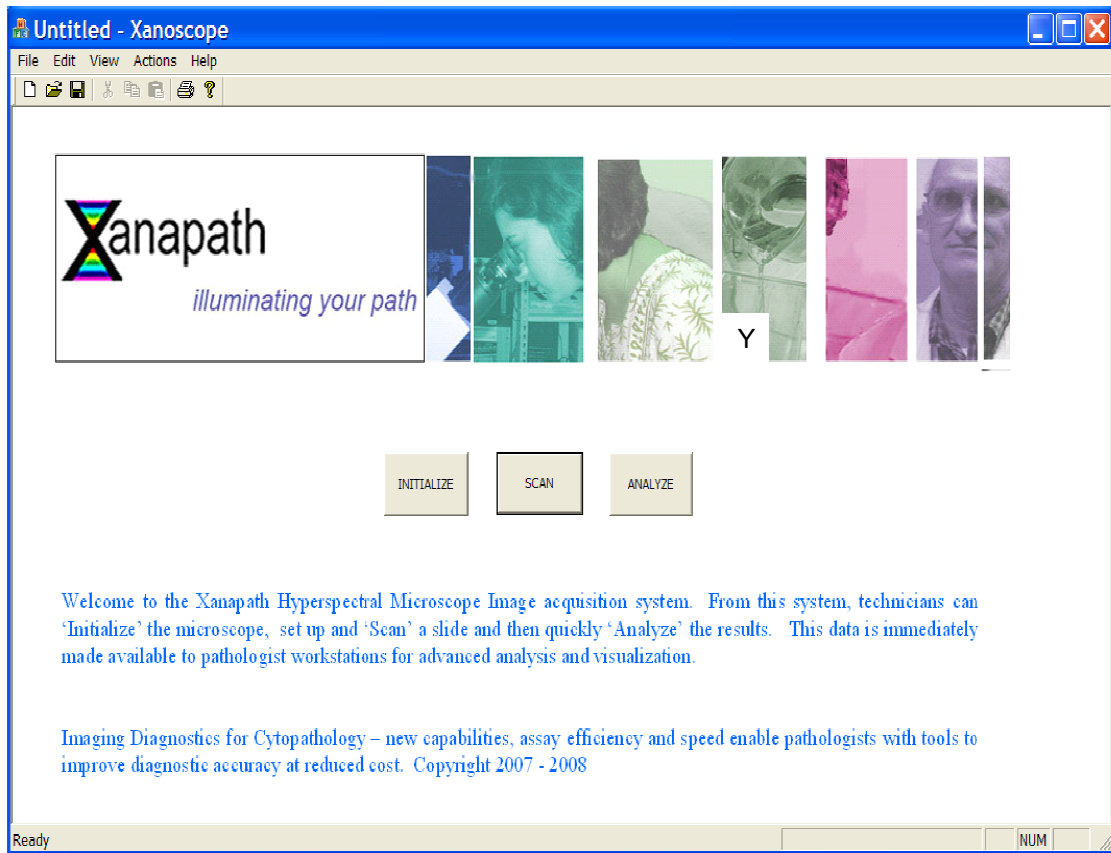 Untitled - Xanoscope
File Edit View Actions Help
Xanapath
illuminating your path
Y
INITIALIZE SCAN ANALYZE
Welcome to the Xanapath Hyperspectral Microscope Image acquisition system. From this system, technicians can
‘Initialize’ the microscope, set up and ‘Scan’ a slide and then quickly ‘Analyze’ the results. This data is immediately
made available to pathologist workstations for advanced analysis and visualization.
Imaging Diagnostics for Cytopathology – new capabilities, assay efficiency and speed enable pathologists with tools to
improve diagnostic accuracy at reduced cost. Copyright 2007 - 2008
Ready NUM